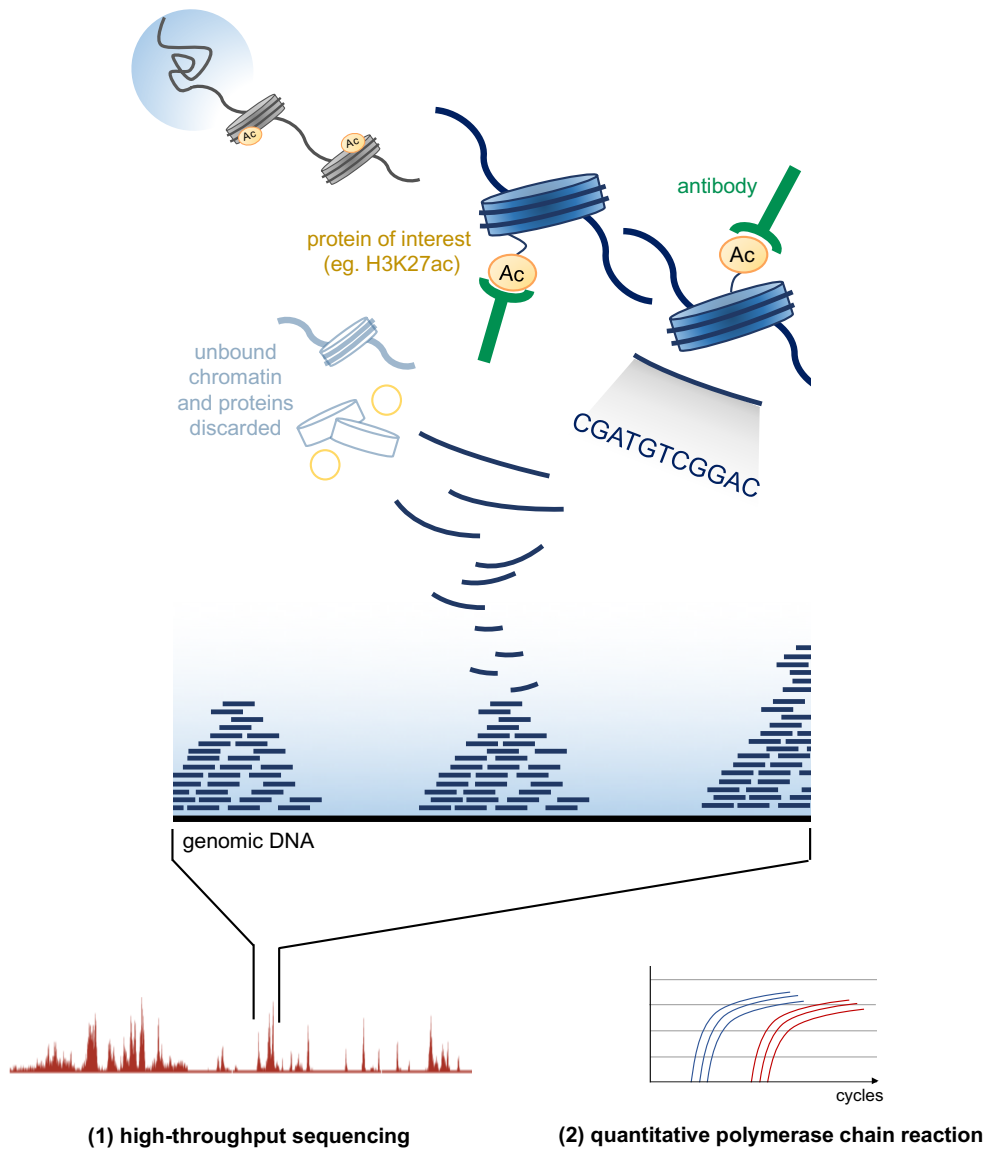 Ac
Ac
antibody
protein of interest
(eg. H3K27ac)
Ac
Ac
unbound
chromatin
and proteins
discarded
CGATGTCGGAC
genomic DNA
cycles
(1) high-throughput sequencing
(2) quantitative polymerase chain reaction